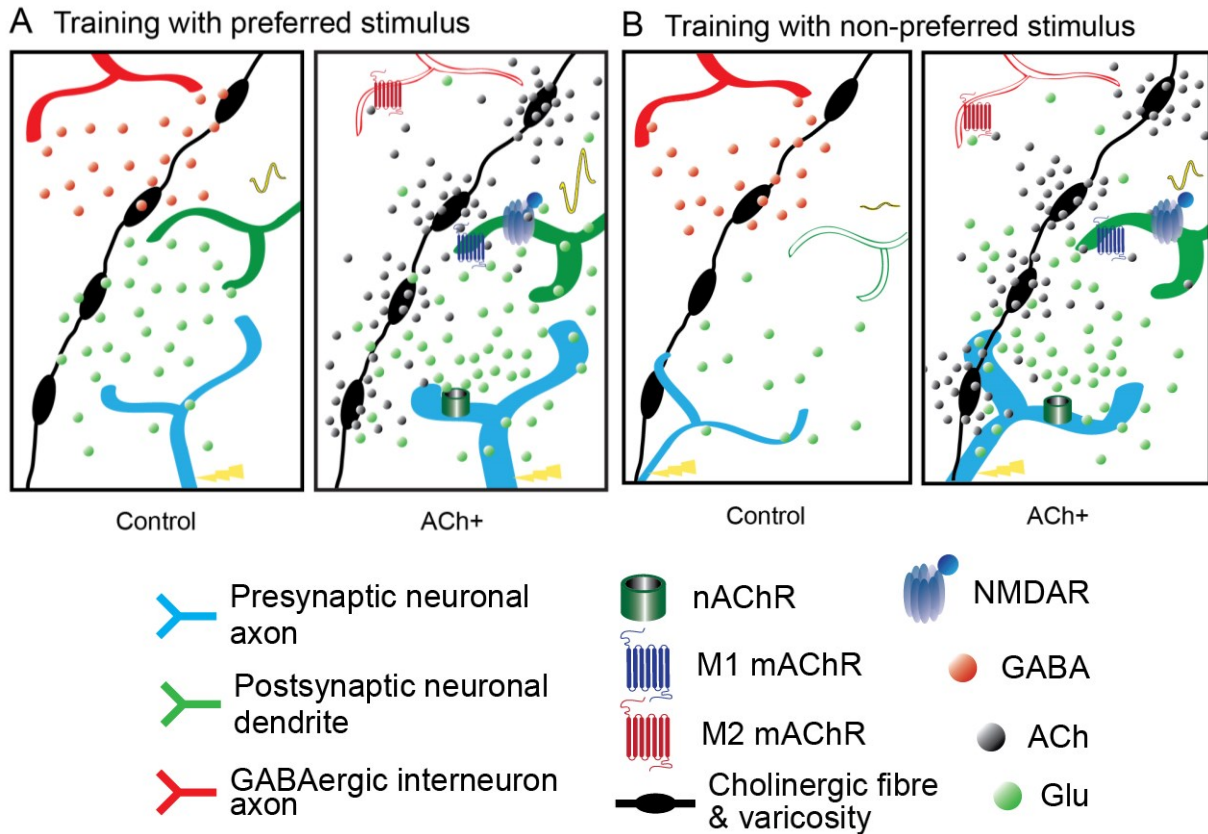 A Training with preferred stimulus
B Training with non-preferred stimulus
Control
ACh+
Control
ACh+
Presynaptic neuronal
axon
Postsynaptic neuronal
dendrite
GABAergic interneuron
axon
nAChR
M1 mAChR
M2 mAChR
Cholinergic fibre
& varicosity
NMDAR
GABA
ACh
Glu